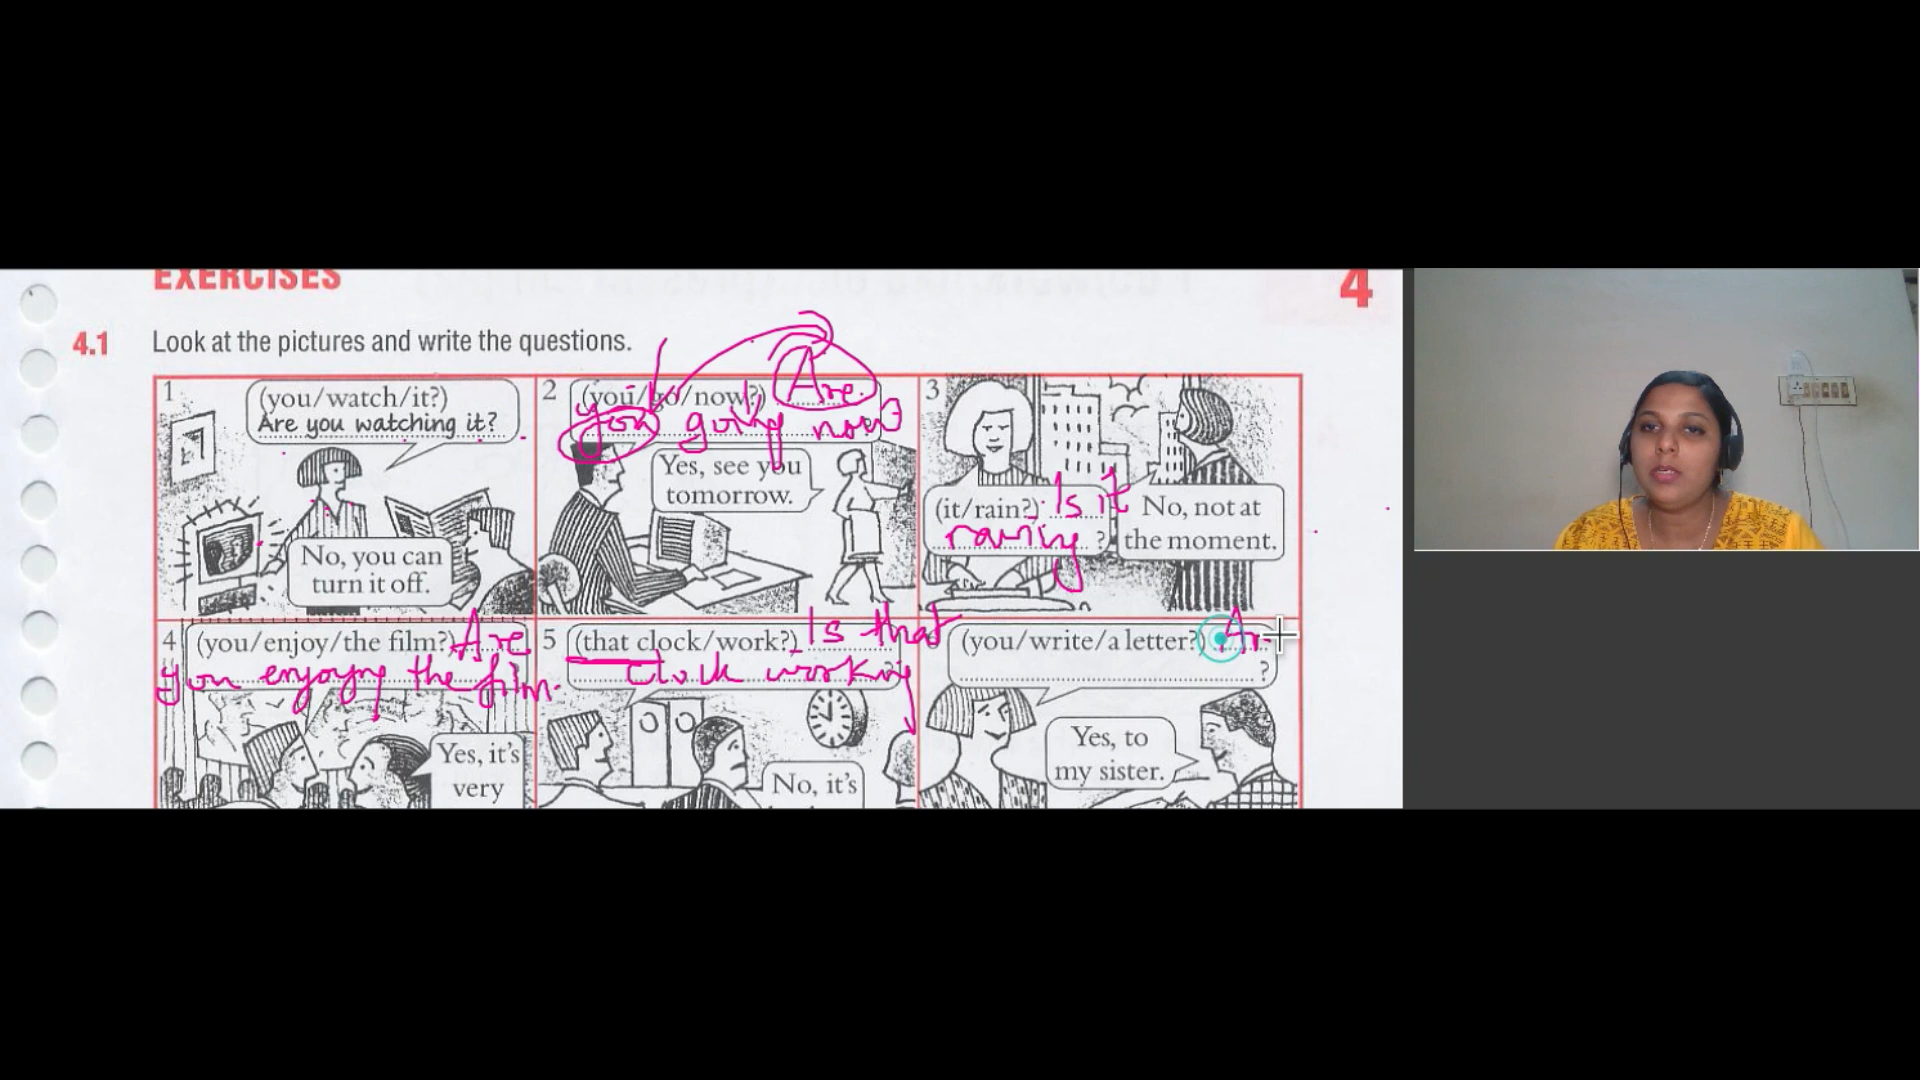 EXERCISES
4
4.1 Look at the pictures and write the questions.
1
(you/watch/it?)
Are you watching it?
No, you can
turn it off.
2
(you/go/now?) Are
you going now?
Yes, see you
tomorrow.
3
(it/rain?) Is it
raining ?
No, not at
the moment.
4
(you/enjoy/the film?) Are
you enjoying the film.
Yes, it's
very
5
(that clock/work?) Is that
clock working ?
No, it's
6
(you/write/a letter?) Ar
?
Yes, to
my sister.